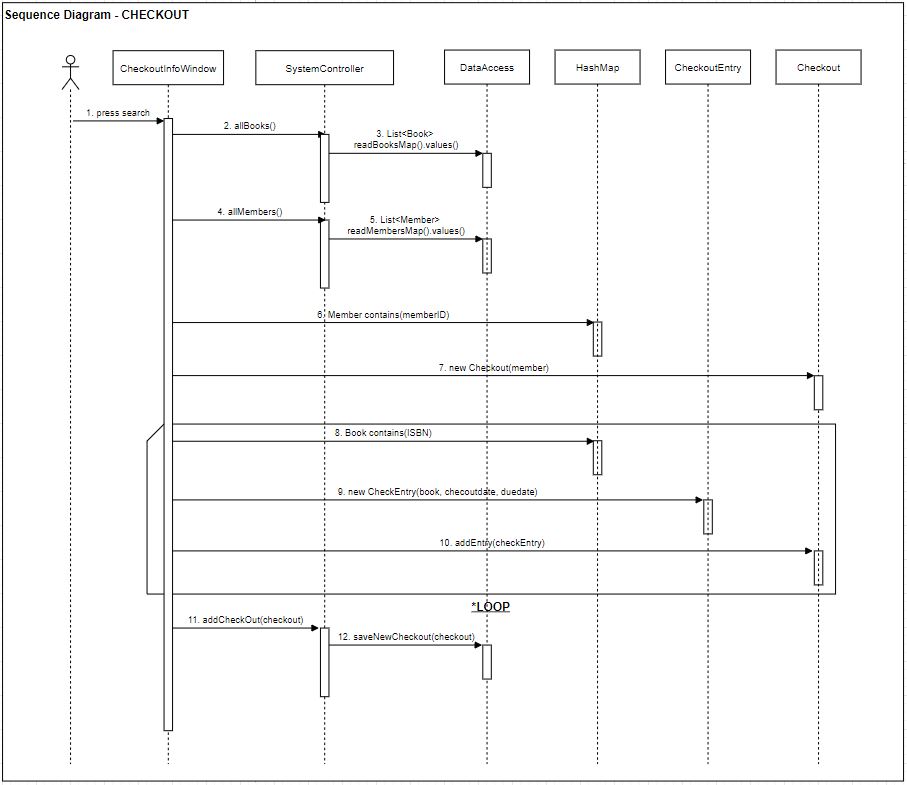 Sequence Diagram - CHECKOUT
CheckoutInfoWindow
SystemController
DataAccess
HashMap
CheckoutEntry
Checkout
1. press search
2. allBooks()
3. List<Book>
readBooksMap().values()
4. allMembers()
5. List<Member>
readMembersMap().values()
6. Member contains(memberID)
7. new Checkout(member)
8. Book contains(ISBN)
9. new CheckEntry(book, checoutdate, duedate)
10. addEntry(checkEntry)
*LOOP
11. addCheckOut(checkout)
12. saveNewCheckout(checkout)